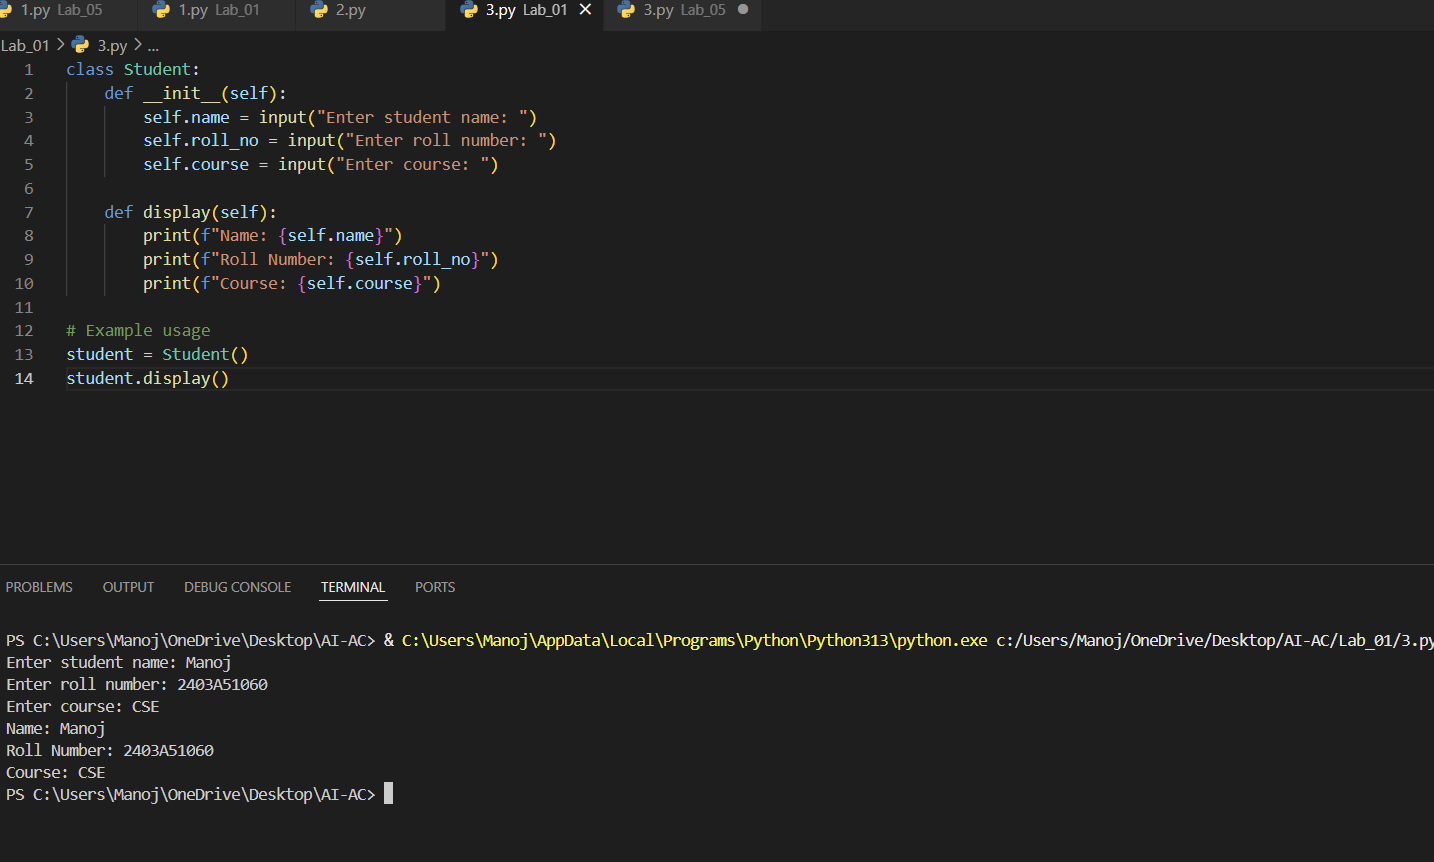 1.py Lab_05 1.py Lab_01 2.py 3.py Lab_01 3.py Lab_05
Lab_01 > 3.py > ...
1 class Student:
2     def __init__(self):
3         self.name = input("Enter student name: ")
4         self.roll_no = input("Enter roll number: ")
5         self.course = input("Enter course: ")
6
7     def display(self):
8         print(f"Name: {self.name}")
9         print(f"Roll Number: {self.roll_no}")
10         print(f"Course: {self.course}")
11
12 # Example usage
13 student = Student()
14 student.display()
PROBLEMS OUTPUT DEBUG CONSOLE TERMINAL PORTS
PS C:\Users\Manoj\OneDrive\Desktop\AI-AC> & C:\Users\Manoj\AppData\Local\Programs\Python\Python313\python.exe c:/Users/Manoj/OneDrive/Desktop/AI-AC/Lab_01/3.py
Enter student name: Manoj
Enter roll number: 2403A51060
Enter course: CSE
Name: Manoj
Roll Number: 2403A51060
Course: CSE
PS C:\Users\Manoj\OneDrive\Desktop\AI-AC>